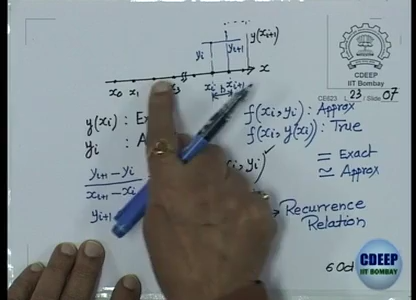 y(xi+1)
yi
yi+1
x
x0 x1 x3 xi h xi+1
CDEEP
IIT BOMBAY
CE623 L 23 / Slide 07
y(xi) : E
f(xi, yi) : Approx
f(xi, y(xi)) : True
yi : A
yi+1 − yi
xi+1 − xi
, yi) ✓
= Exact
≃ Approx
yi+1
→ Recurrence
Relation
CDEEP
IIT BOMBAY
6 Oct